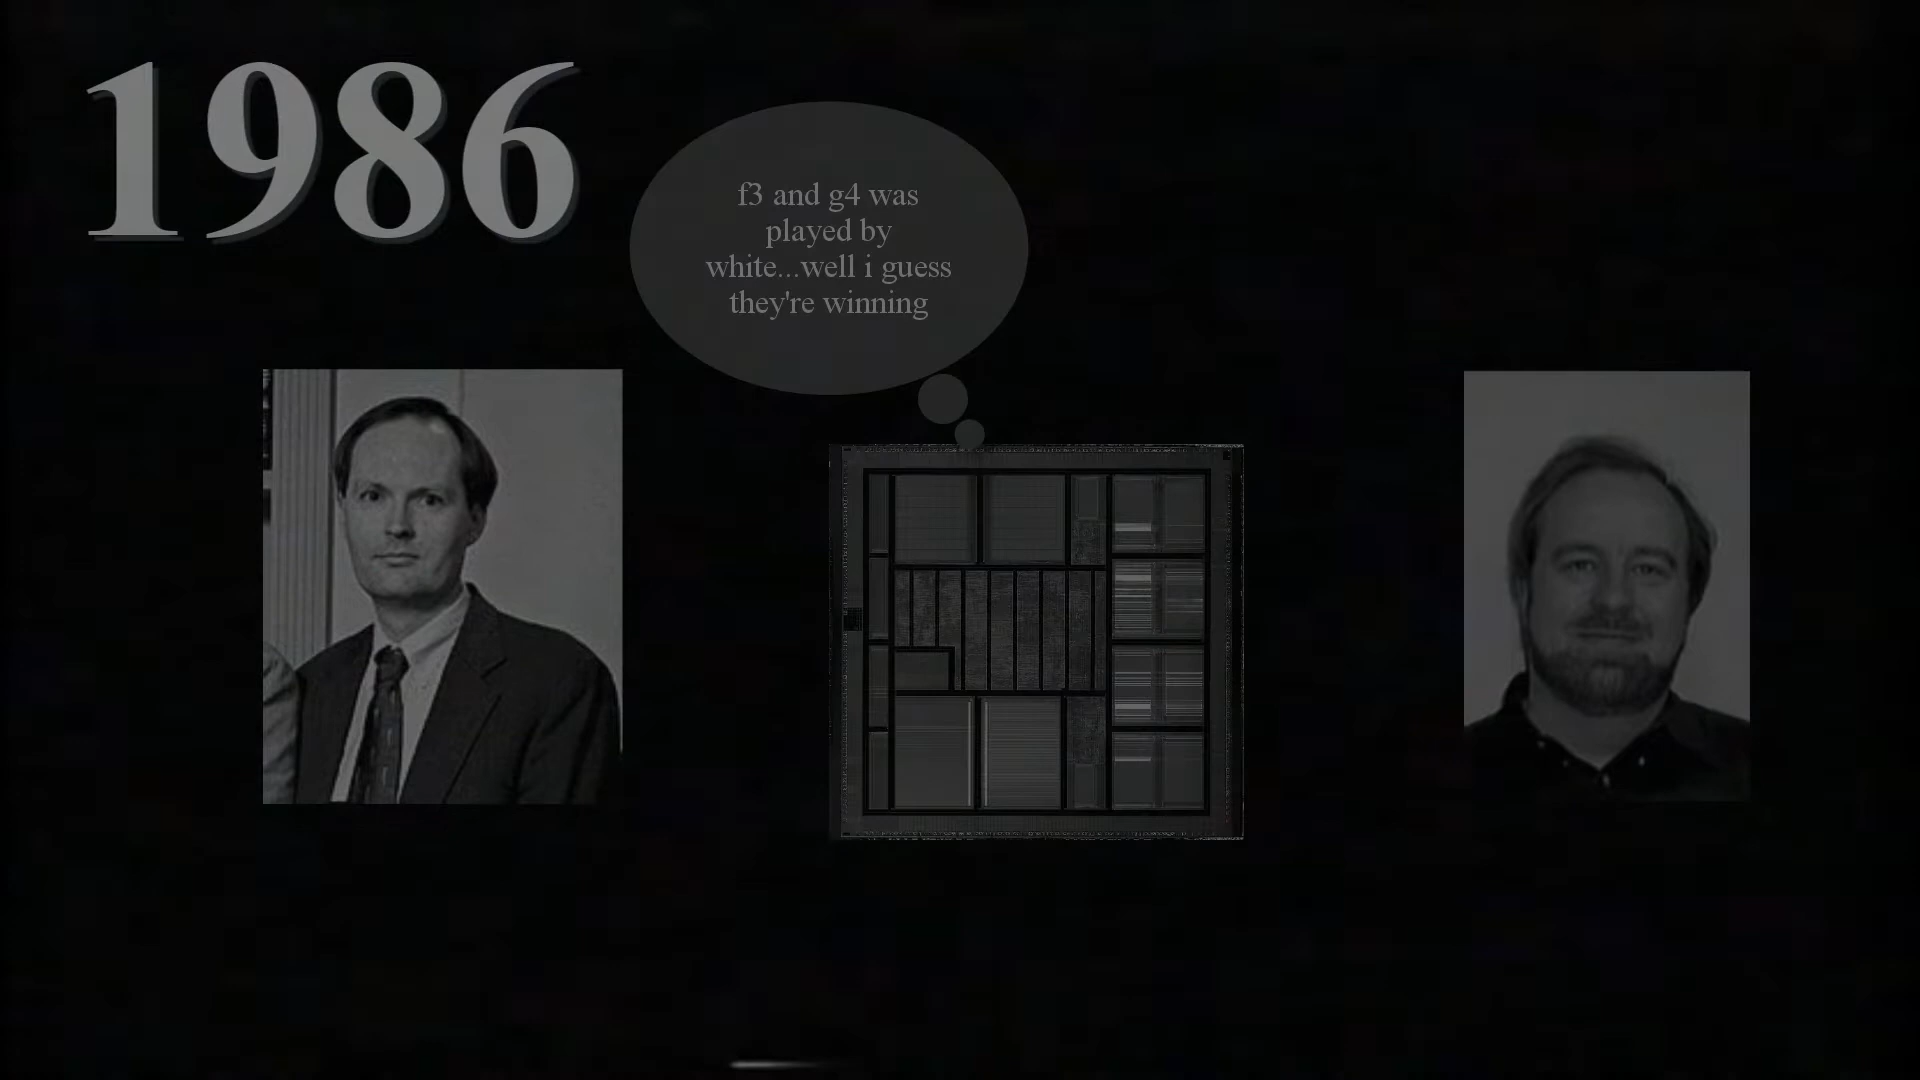 1986
f3 and g4 was
played by
white...well i guess
they're winning